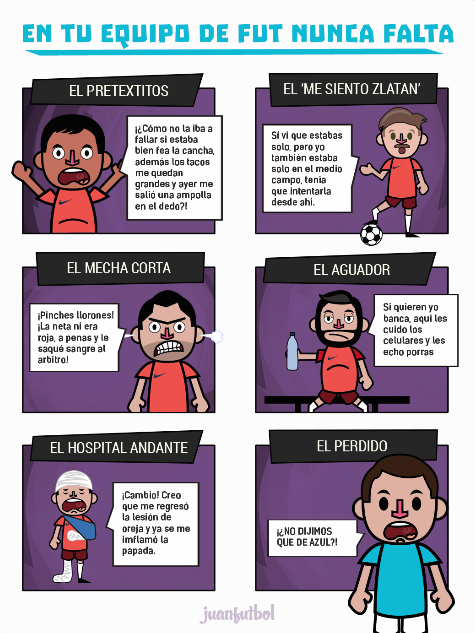 EN TU EQUIPO DE FUT NUNCA FALTA
EL PRETEXTITOS
¡¿Cómo no la iba a
fallar si estaba
bien fea la cancha,
además los tacos
me quedan
grandes y ayer me
salió una ampolla
en el dedo?!
EL 'ME SIENTO ZLATAN'
Sí vi que estabas
solo, pero yo
también estaba
solo en el medio
campo, tenía
que intentarla
desde ahí.
EL MECHA CORTA
¡Pinches llorones!
¡La neta ni era
roja, a penas y le
saqué sangre al
árbitro!
EL AGUADOR
Si quieren yo
banca, aquí les
cuido los
celulares y les
echo porras
EL HOSPITAL ANDANTE
¡Cambio! Creo
que me regresó
la lesión de
oreja y ya se me
imflamó la
papada.
EL PERDIDO
¡¿NO DIJIMOS
QUE DE AZUL?!
juanfutbol